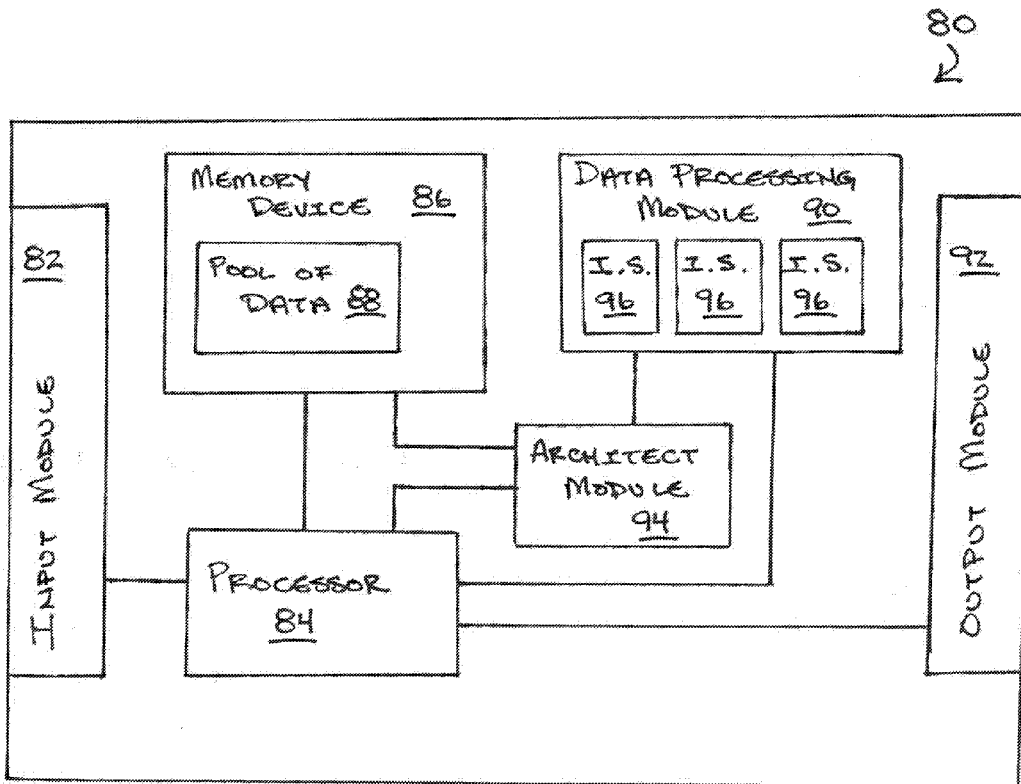 80
MEMORY
DEVICE 86
POOL OF
DATA 88
DATA PROCESSING
MODULE 90
I.S.
96
I.S.
96
I.S.
96
82
INPUT MODULE
92
OUTPUT MODULE
ARCHITECT
MODULE
94
PROCESSOR
84